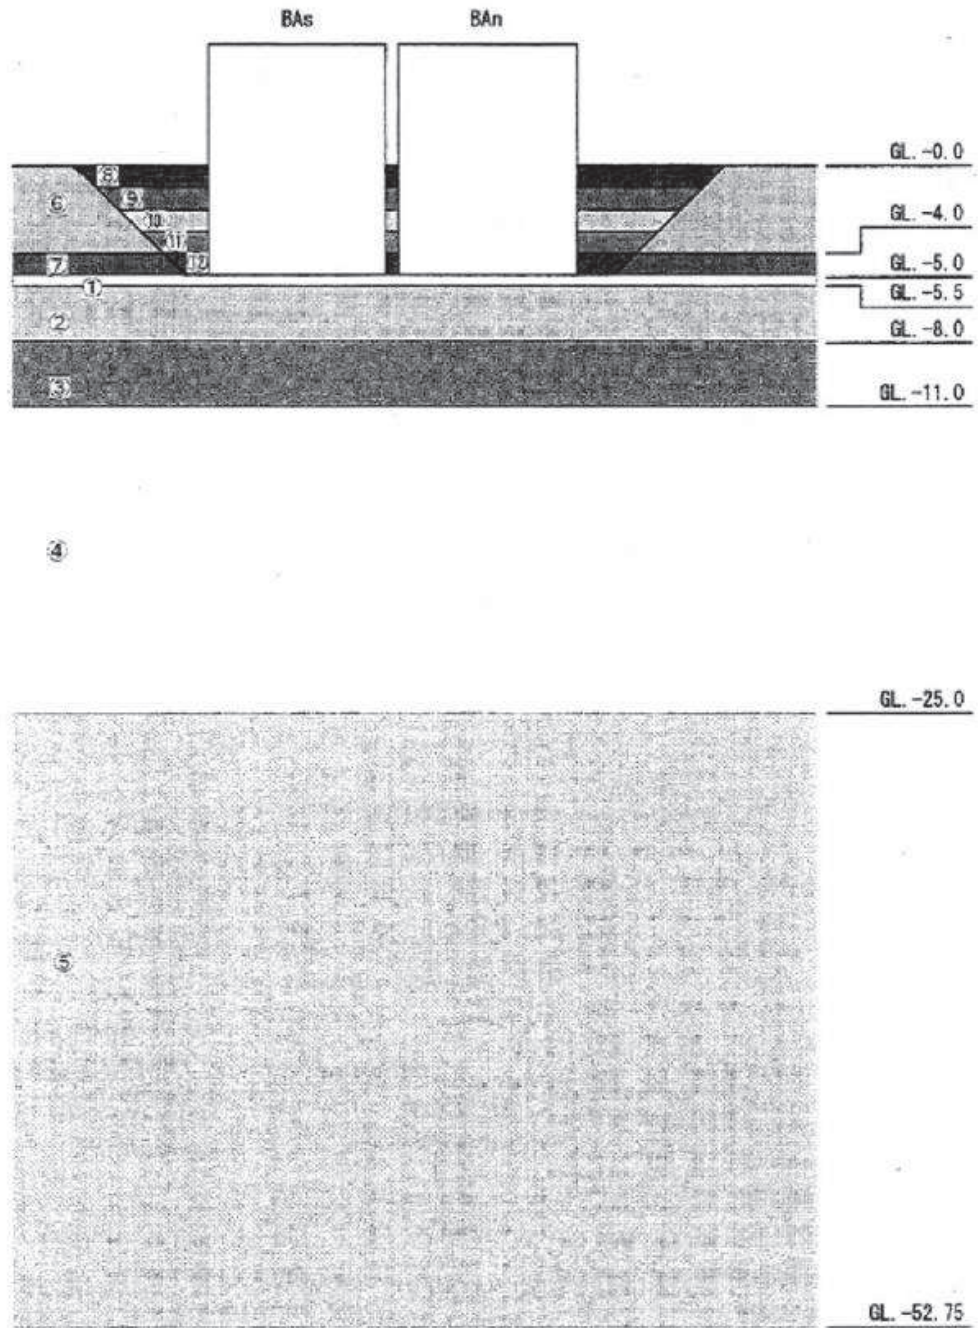 BAs BAn
GL.-0.0
⑧
⑨
⑥
⑩
GL.-4.0
⑪
⑦ ⑫
GL.-5.0
①
GL.-5.5
②
GL.-8.0
③
GL.-11.0
④
GL.-25.0
⑤
GL.-52.75